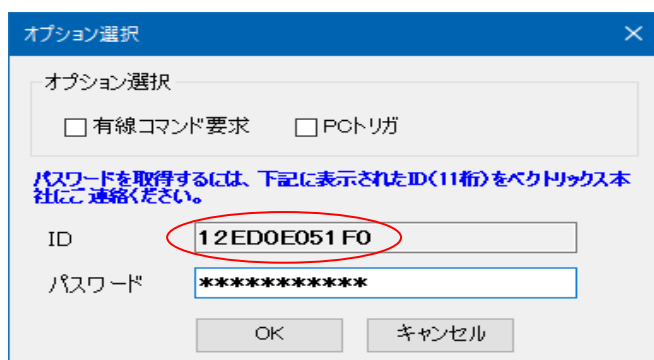 オプション選択
オプション選択
有線コマンド要求 PCトリガ
パスワードを取得するには、下記に表示されたID(11桁)をベクトリックス本
社にご連絡ください。
ID 12ED0E051F0
パスワード ***********
OK キャンセル